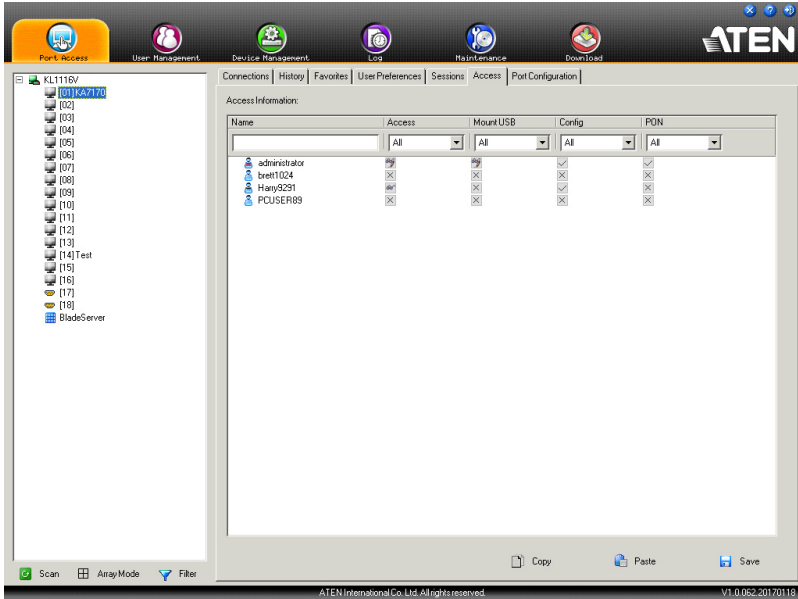 ATEN
Port Access User Management Device Management Log Maintenance Download
KL1116V
[01]KA7170
[02]
[03]
[04]
[05]
[06]
[07]
[08]
[09]
[10]
[11]
[12]
[13]
[14]Test
[15]
[16]
[17]
[18]
BladeServer
Scan Array Mode Filter
Connections History Favorites User Preferences Sessions Access Port Configuration
Access Information:
Name Access Mount USB Config PON
All All All All
administrator
brett1024
Harry9291
PCUSER89
Copy Paste Save
ATEN International Co. Ltd. All rights reserved.
V1.0.062.20170118